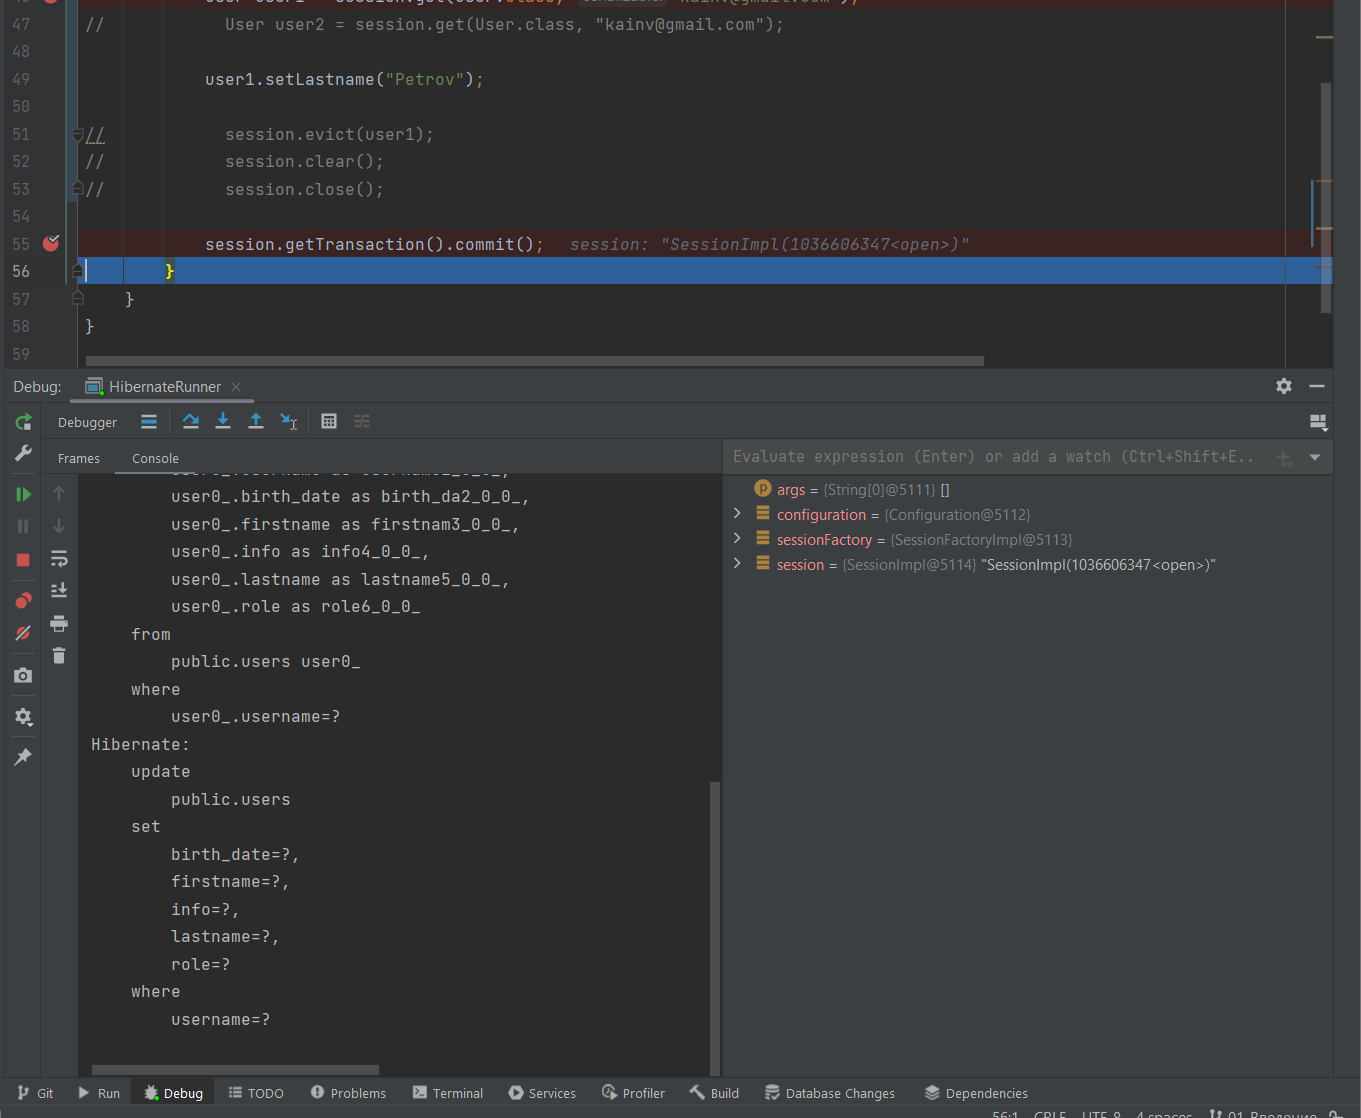 47 // User user2 = session.get(User.class, "kainv@gmail.com");
48
49 user1.setLastname("Petrov");
50
51 // session.evict(user1);
52 // session.clear();
53 // session.close();
54
55 session.getTransaction().commit(); session: "SessionImpl(1036606347<open>)"
56 }
57 }
58 }
59
Debug: HibernateRunner
Debugger
Frames Console
Evaluate expression (Enter) or add a watch (Ctrl+Shift+E..
user0_.birth_date as birth_da2_0_0_,
user0_.firstname as firstnam3_0_0_,
user0_.info as info4_0_0_,
user0_.lastname as lastname5_0_0_,
user0_.role as role6_0_0_
from
public.users user0_
where
user0_.username=?
Hibernate:
update
public.users
set
birth_date=?,
firstname=?,
info=?,
lastname=?,
role=?
where
username=?
p args = {String[0]@5111} []
configuration = {Configuration@5112}
sessionFactory = {SessionFactoryImpl@5113}
session = {SessionImpl@5114} "SessionImpl(1036606347<open>)"
Git Run Debug TODO Problems Terminal Services Profiler Build Database Changes Dependencies
56:1 CRLF UTF-8 4 spaces 01 Введение